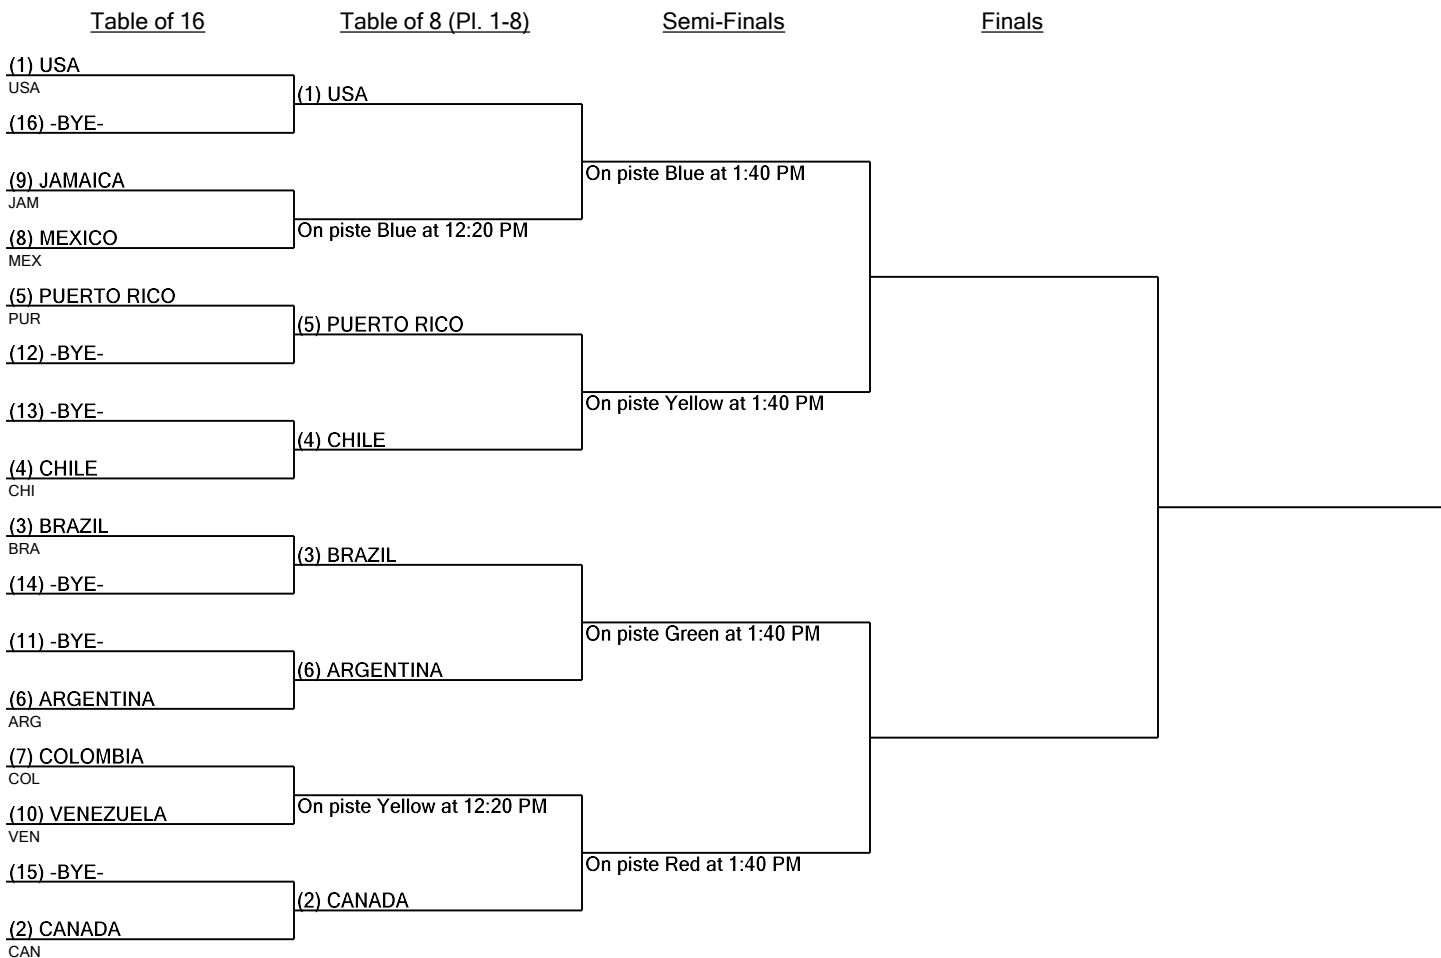 Table of 16
Table of 8 (Pl. 1-8)
Semi-Finals
Finals
(1) USA
USA
(1) USA
(16) -BYE-
On piste Blue at 1:40 PM
(9) JAMAICA
JAM
On piste Blue at 12:20 PM
(8) MEXICO
MEX
(5) PUERTO RICO
PUR
(5) PUERTO RICO
(12) -BYE-
On piste Yellow at 1:40 PM
(13) -BYE-
(4) CHILE
(4) CHILE
CHI
(3) BRAZIL
BRA
(3) BRAZIL
(14) -BYE-
On piste Green at 1:40 PM
(11) -BYE-
(6) ARGENTINA
(6) ARGENTINA
ARG
(7) COLOMBIA
COL
On piste Yellow at 12:20 PM
(10) VENEZUELA
VEN
On piste Red at 1:40 PM
(15) -BYE-
(2) CANADA
(2) CANADA
CAN